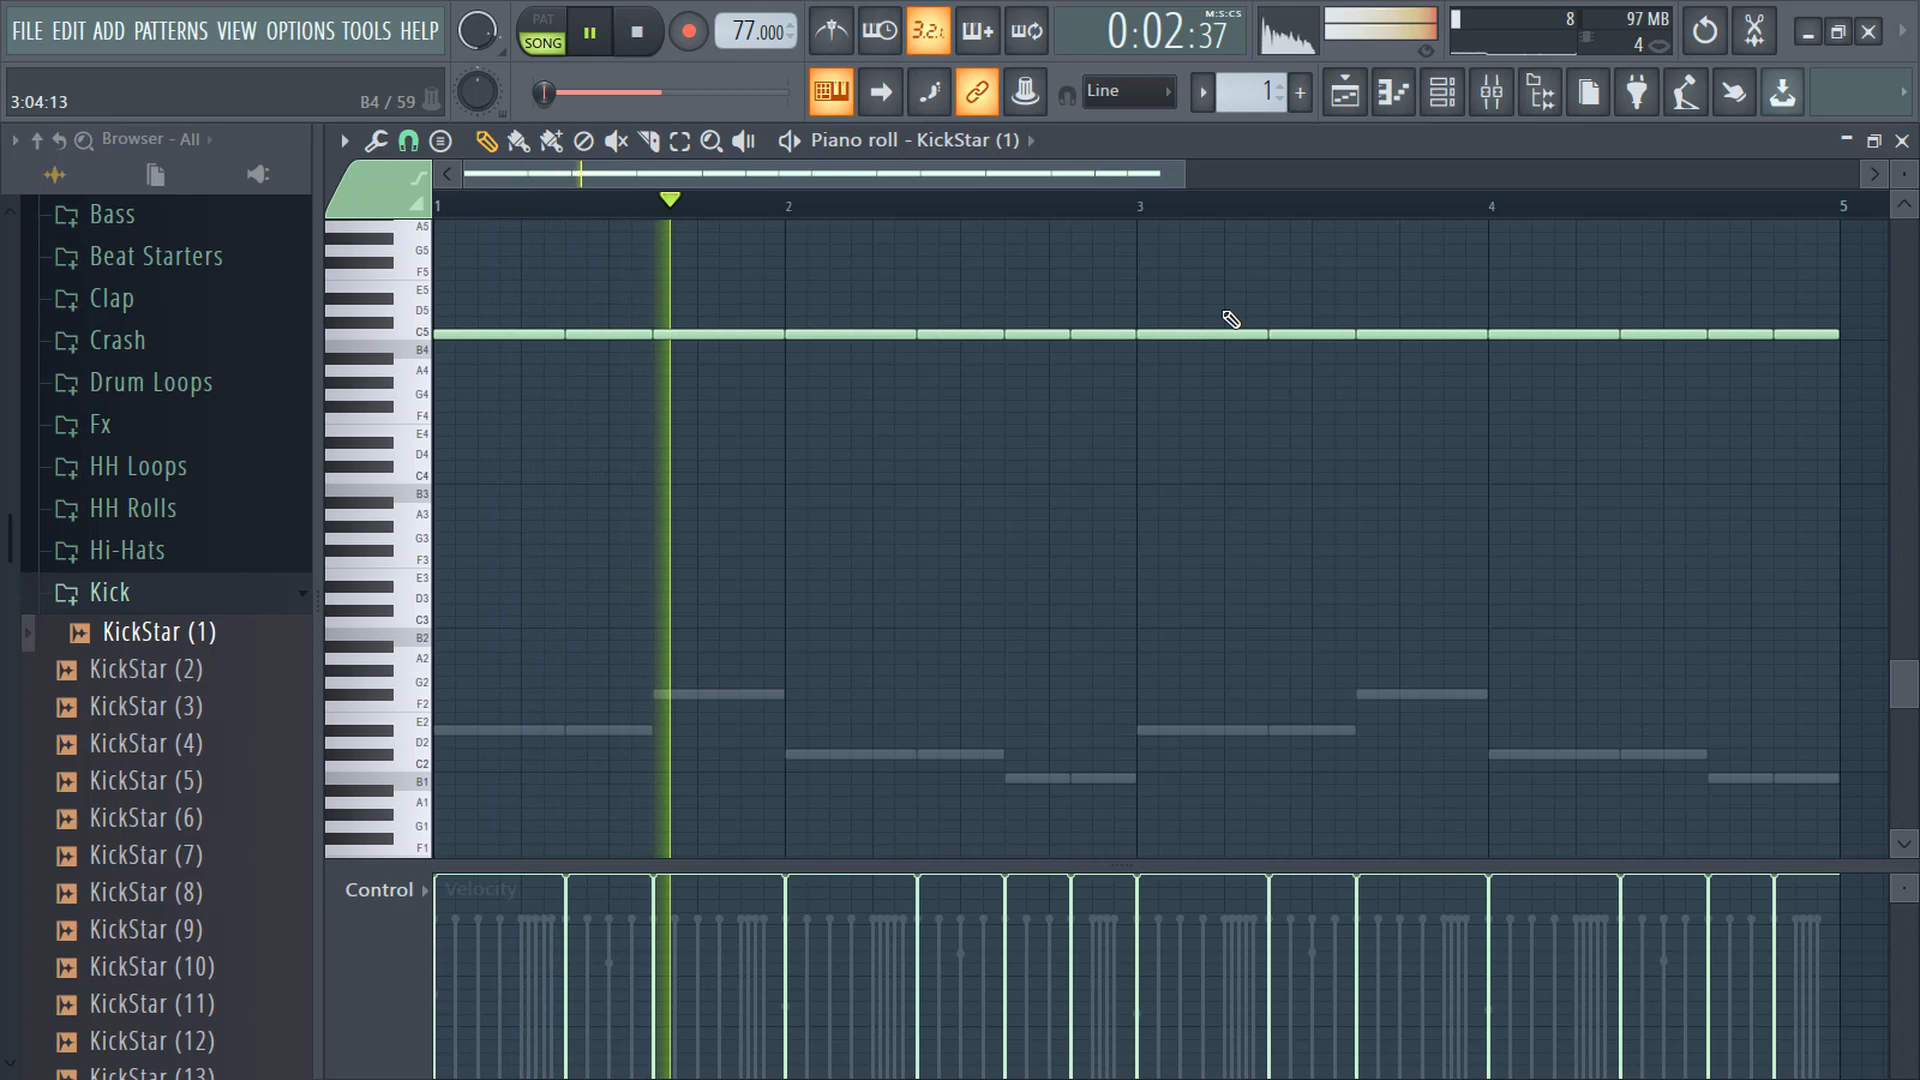 FILE EDIT ADD PATTERNS VIEW OPTIONS TOOLS HELP
PAT
SONG
77.000
3.2.
0:02:37
M:S:CS
8
97 MB
4
3:04:13
B4 / 59
Line
1
Browser - All
Piano roll - KickStar (1)
Bass
Beat Starters
Clap
Crash
Drum Loops
Fx
HH Loops
HH Rolls
Hi-Hats
Kick
KickStar (1)
KickStar (2)
KickStar (3)
KickStar (4)
KickStar (5)
KickStar (6)
KickStar (7)
KickStar (8)
KickStar (9)
KickStar (10)
KickStar (11)
KickStar (12)
KickStar (13)
1 2 3 4 5
A5
G5
F5
E5
D5
C5
B4
A4
G4
F4
E4
D4
C4
B3
A3
G3
F3
E3
D3
C3
B2
A2
G2
F2
E2
D2
C2
B1
A1
G1
F1
Control
Velocity